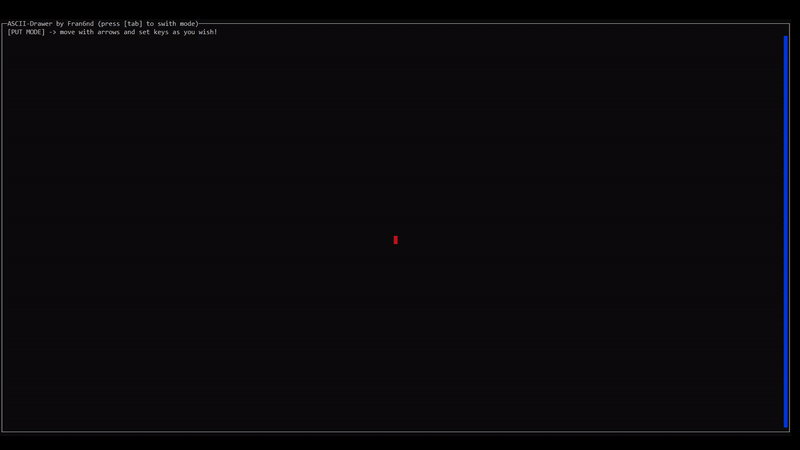 ASCII-Drawer by Fran6nd (press [tab] to swith mode)
[PUT MODE] -> move with arrows and set keys as you wish!